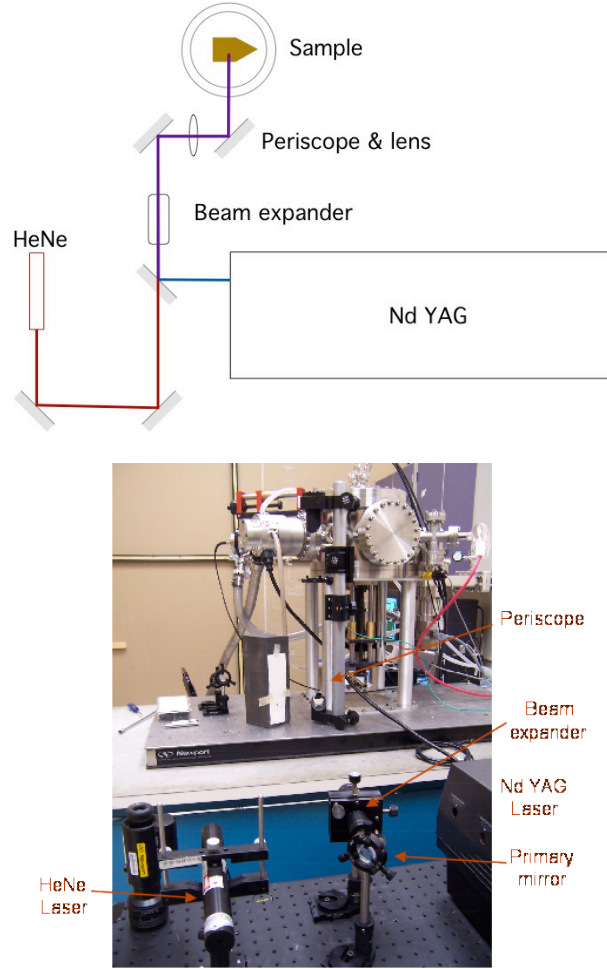 Sample
Periscope & lens
Beam expander
HeNe
Nd YAG
Periscope
Beam
expander
Newport
Nd YAG
Laser
Primary
mirror
HeNe
Laser